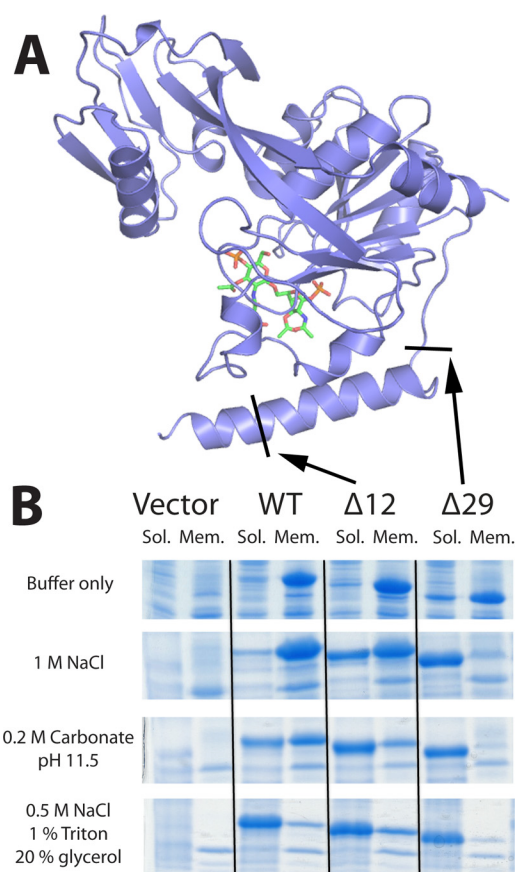 A
B
Vector WT Δ12 Δ29
Sol. Mem. Sol. Mem. Sol. Mem. Sol. Mem.
Buffer only
1 M NaCl
0.2 M Carbonate
pH 11.5
0.5 M NaCl
1 % Triton
20 % glycerol